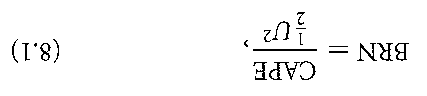 BRN = CAPE / ½U², (8.1)